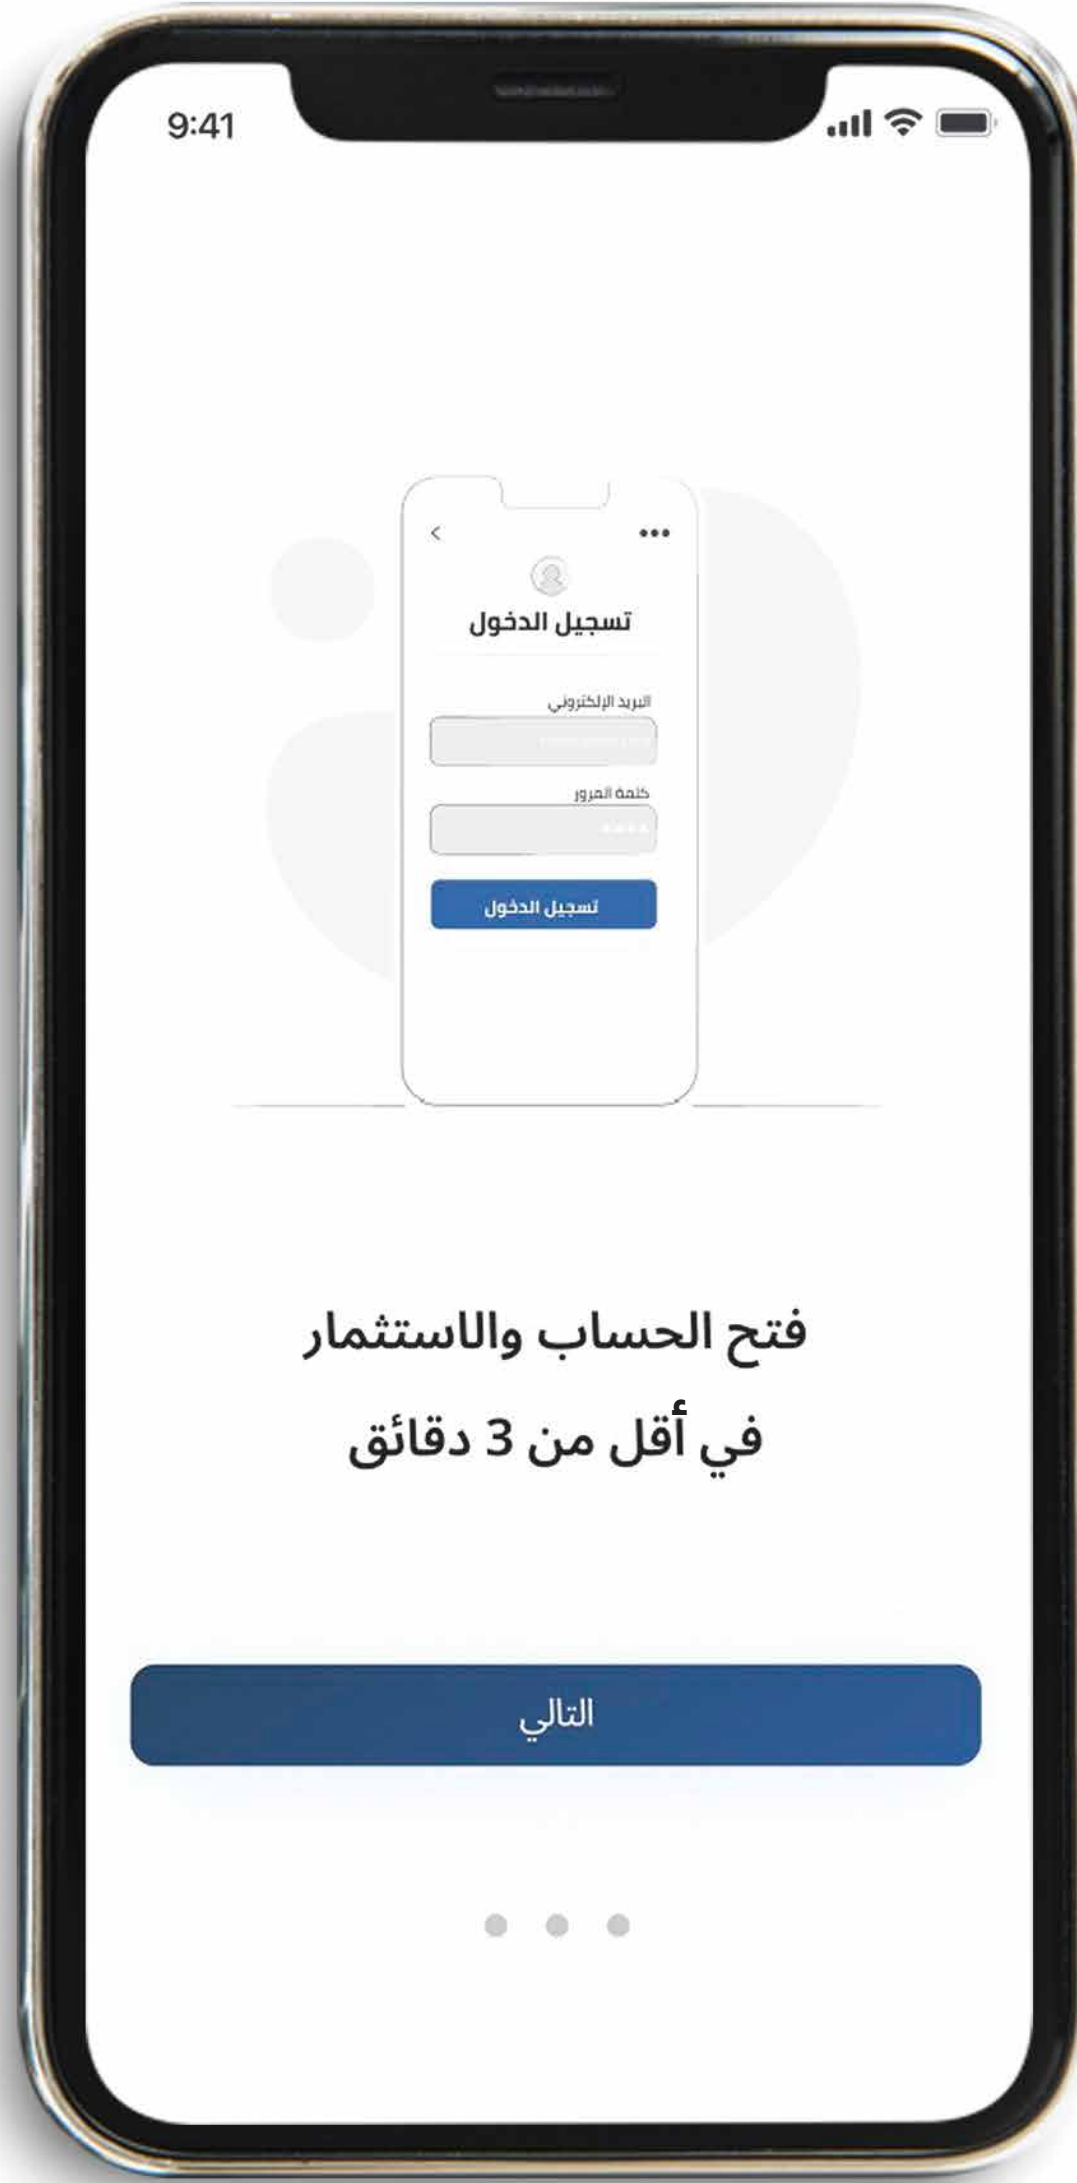 9:41
تسجيل الدخول
البريد الإلكتروني
كلمة المرور
تسجيل الدخول
فتح الحساب والاستثمار
في أقل من 3 دقائق
التالي